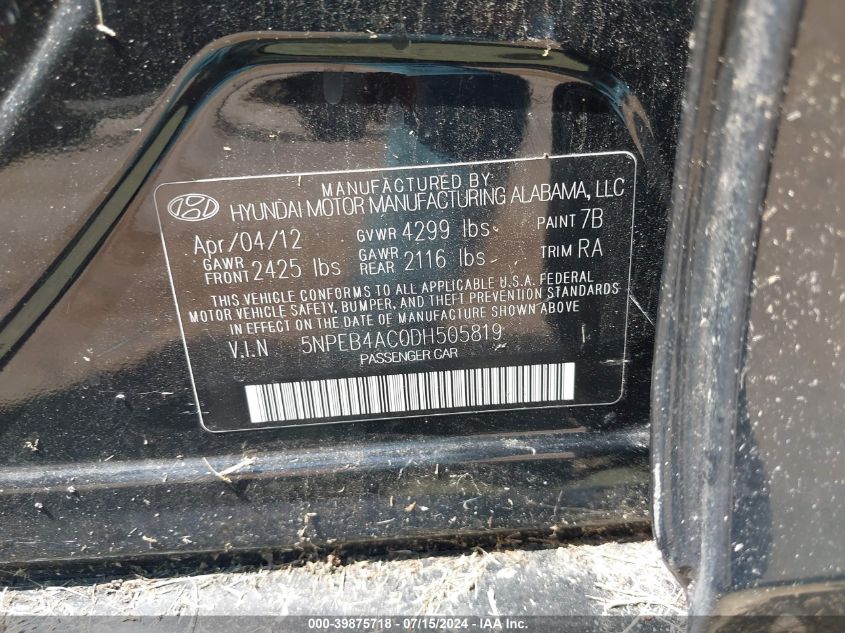 MANUFACTURED BY
HYUNDAI MOTOR MANUFACTURING ALABAMA, LLC
Apr/04/12 GVWR 4299 lbs PAINT 7B
GAWR FRONT 2425 lbs GAWR REAR 2116 lbs TRIM RA
THIS VEHICLE CONFORMS TO ALL APPLICABLE U.S.A. FEDERAL
MOTOR VEHICLE SAFETY, BUMPER, AND THEFT PREVENTION STANDARDS
IN EFFECT ON THE DATE OF MANUFACTURE SHOWN ABOVE
V.I.N 5NPEB4AC0DH505819
PASSENGER CAR
000-39875718 - 07/15/2024 - IAAI.com